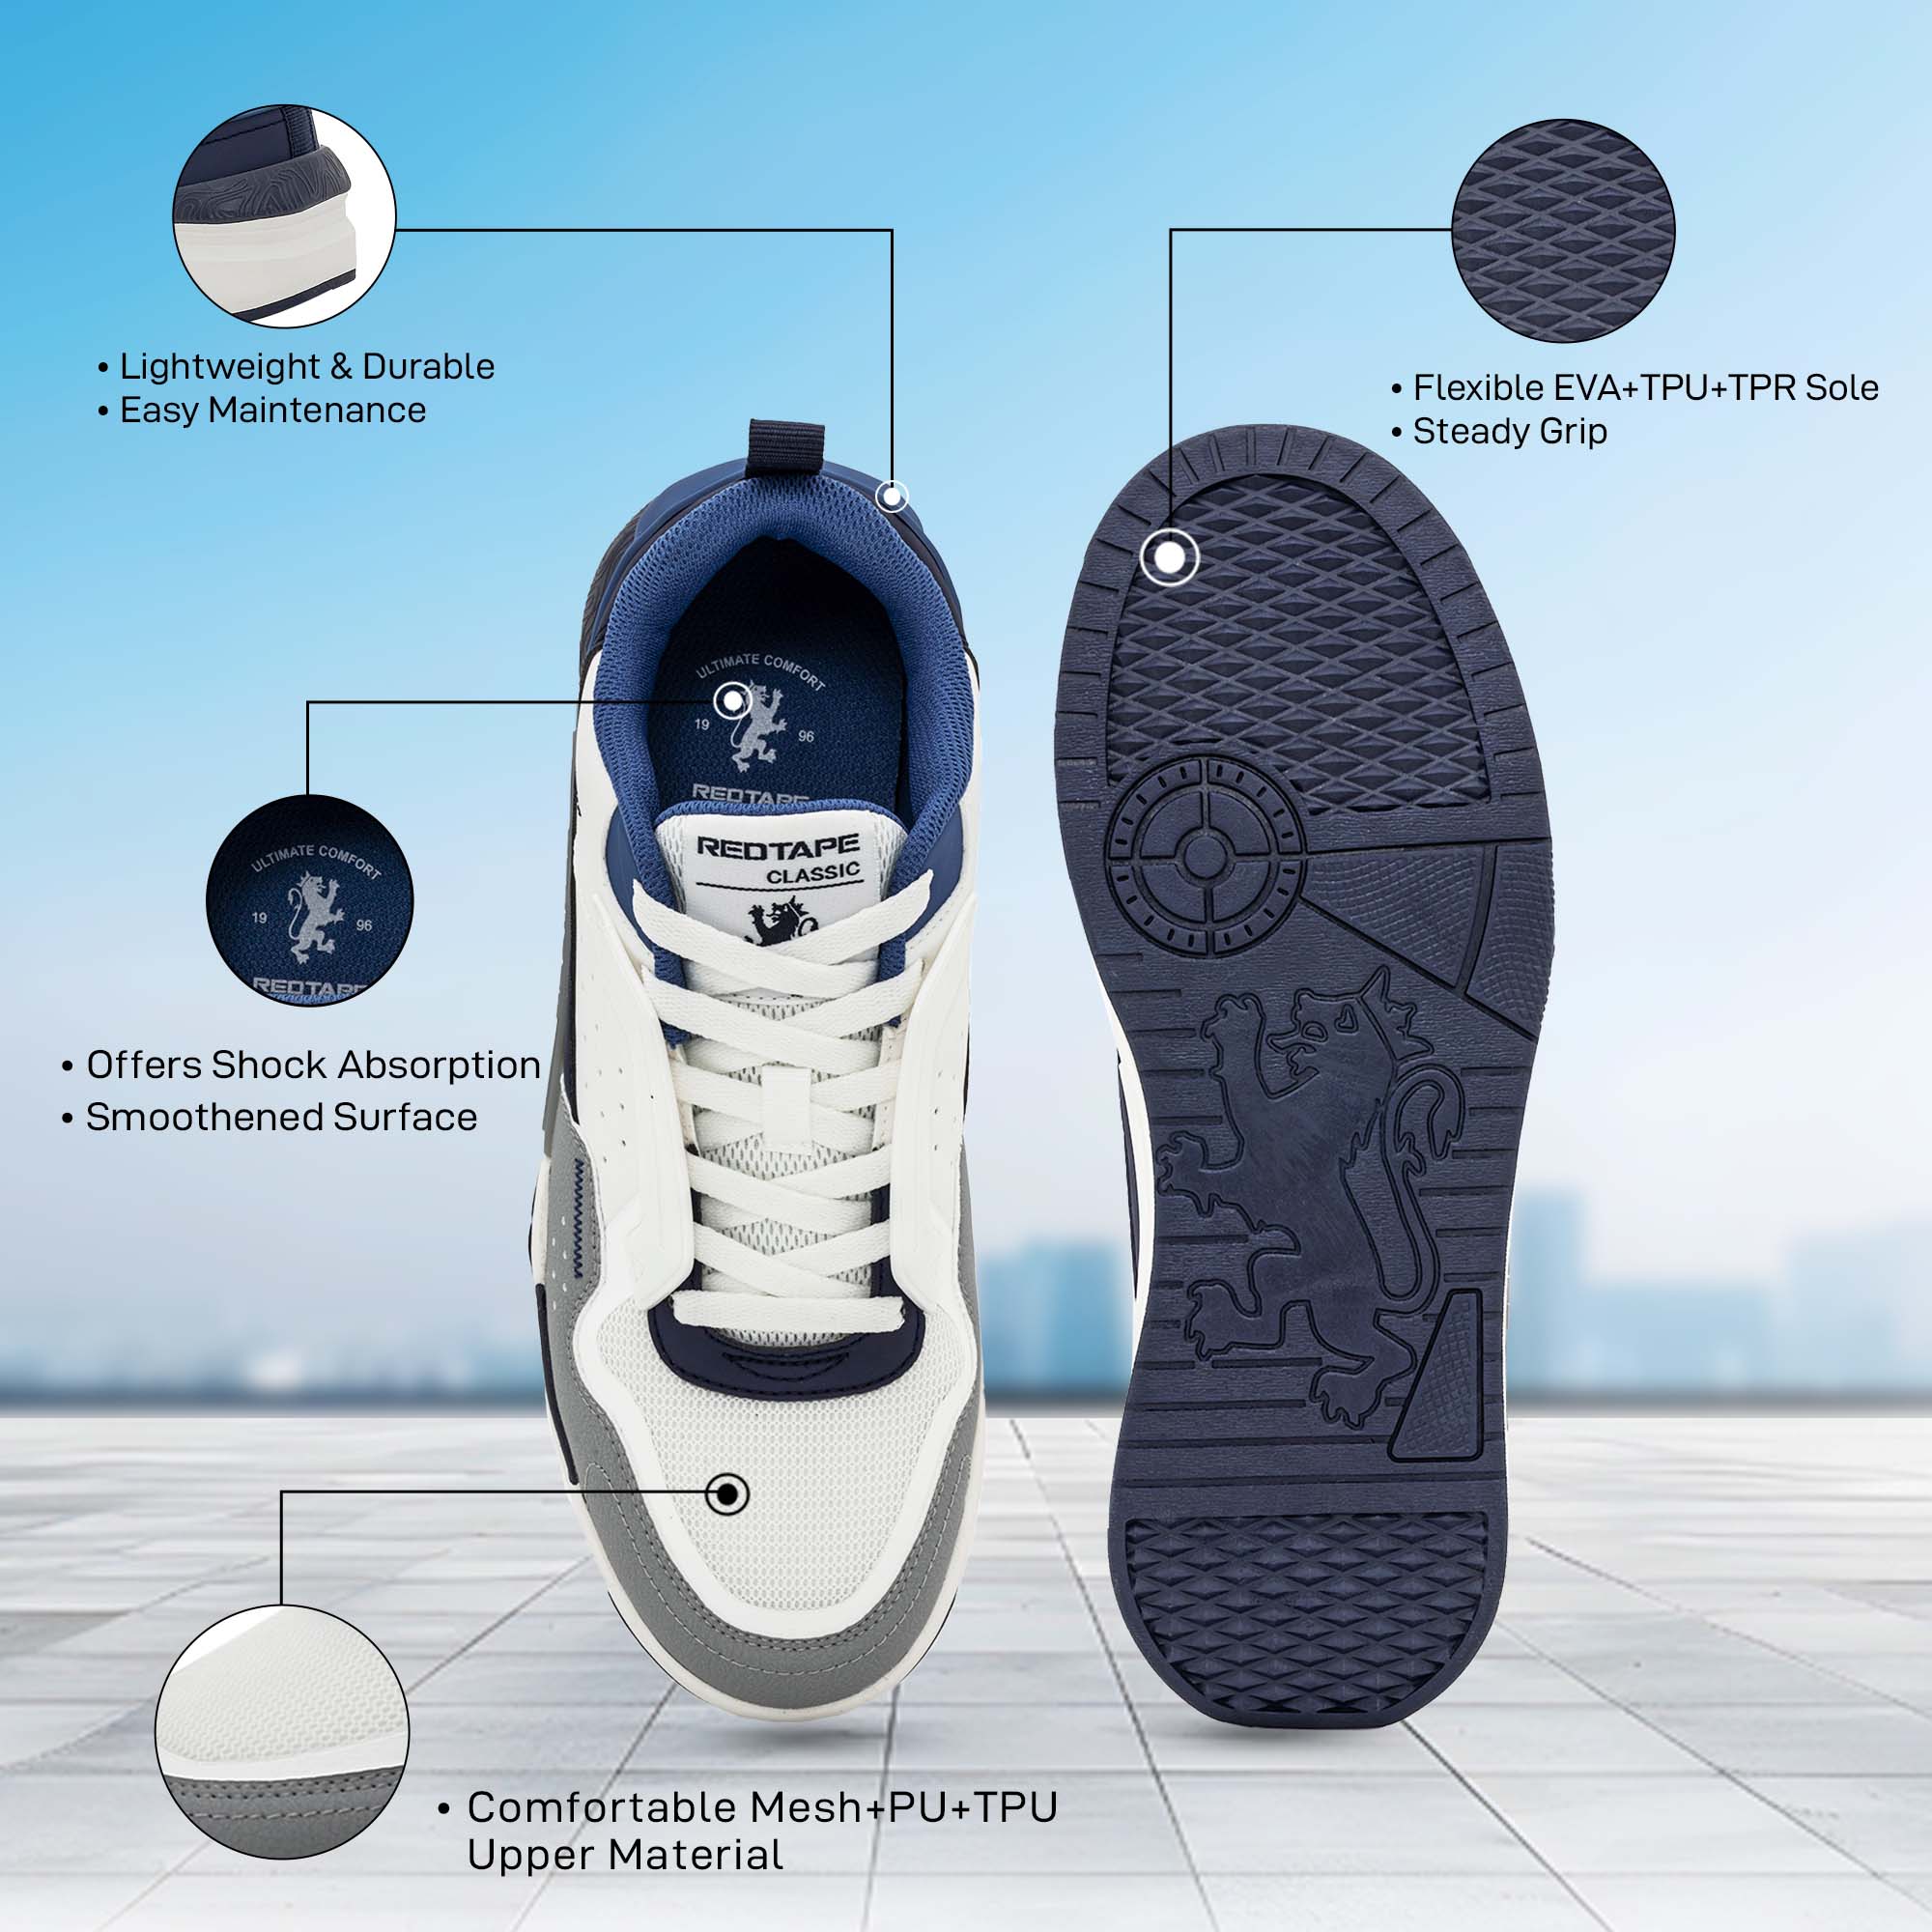 • Lightweight & Durable
• Easy Maintenance
• Flexible EVA+TPU+TPR Sole
• Steady Grip
ULTIMATE COMFORT
19 96
REDTAPE
REDTAPE
CLASSIC
ULTIMATE COMFORT
19 96
REDTAPE
• Offers Shock Absorption
• Smoothened Surface
• Comfortable Mesh+PU+TPU
Upper Material